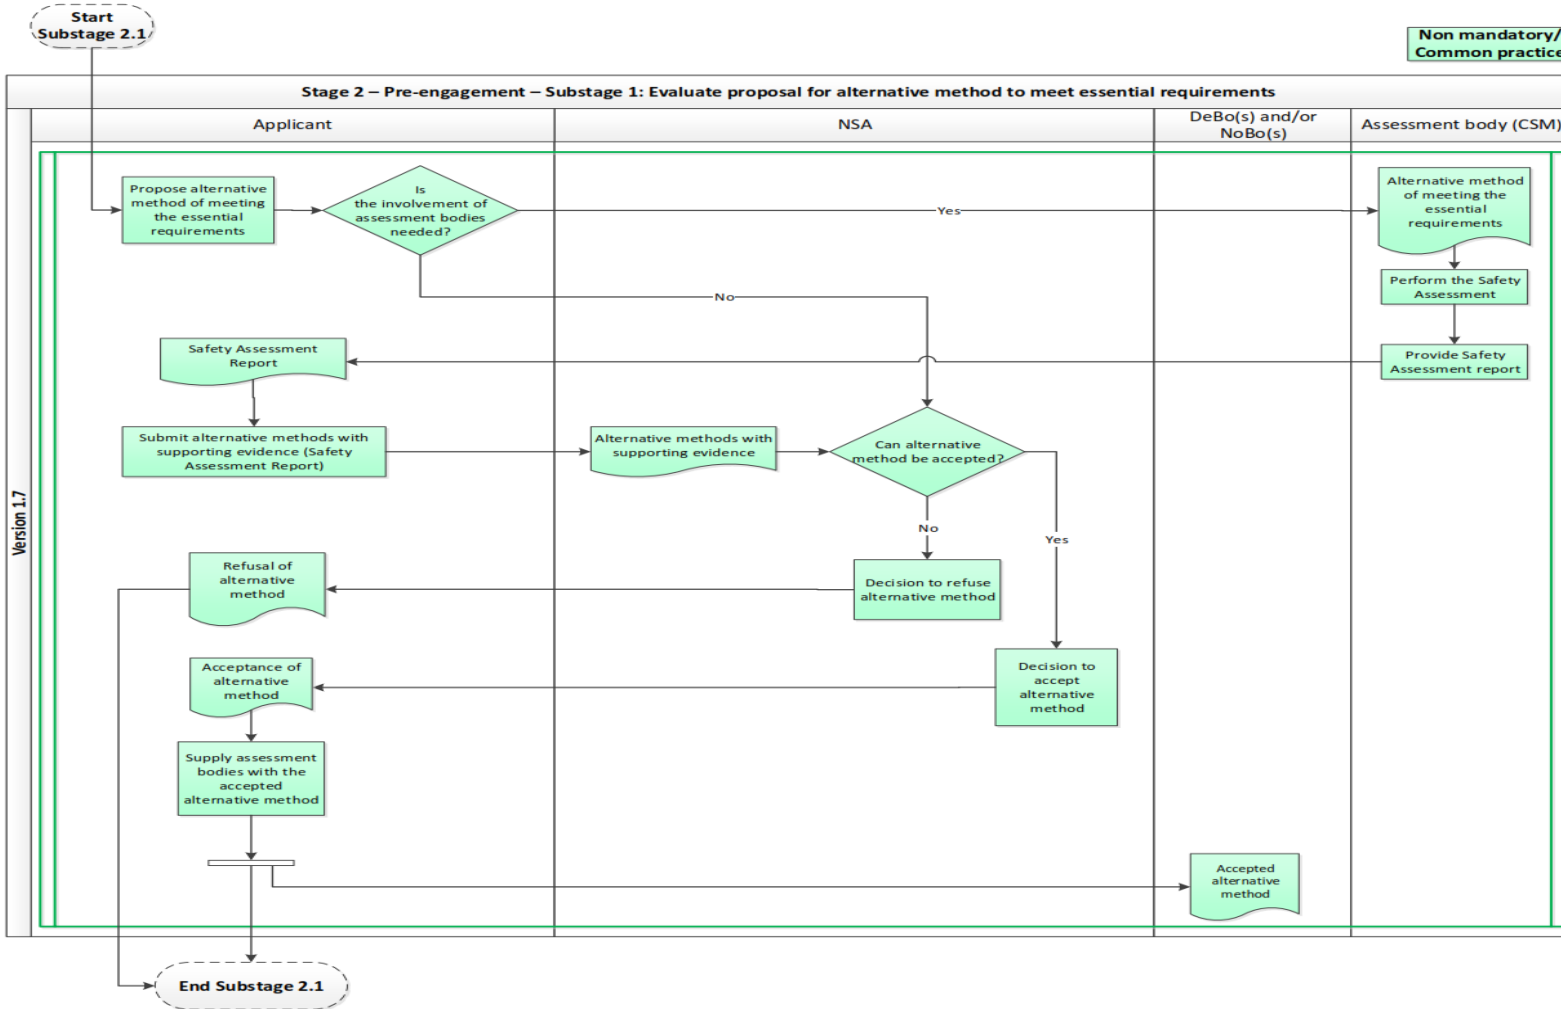 Start
Substage 2.1
Non mandatory/
Common practice
Stage 2 – Pre-engagement – Substage 1: Evaluate proposal for alternative method to meet essential requirements
Version 1.7
Applicant
NSA
DeBo(s) and/or
NoBo(s)
Assessment body (CSM)
Propose alternative
method of meeting
the essential
requirements
Is
the involvement of
assessment bodies
needed?
Yes
Alternative method
of meeting the
essential
requirements
Perform the Safety
Assessment
No
Safety Assessment
Report
Provide Safety
Assessment report
Submit alternative methods with
supporting evidence (Safety
Assessment Report)
Alternative methods with
supporting evidence
Can alternative
method be accepted?
No
Yes
Refusal of
alternative
method
Decision to refuse
alternative method
Acceptance of
alternative
method
Decision to
accept
alternative
method
Supply assessment
bodies with the
accepted
alternative method
Accepted
alternative
method
End Substage 2.1